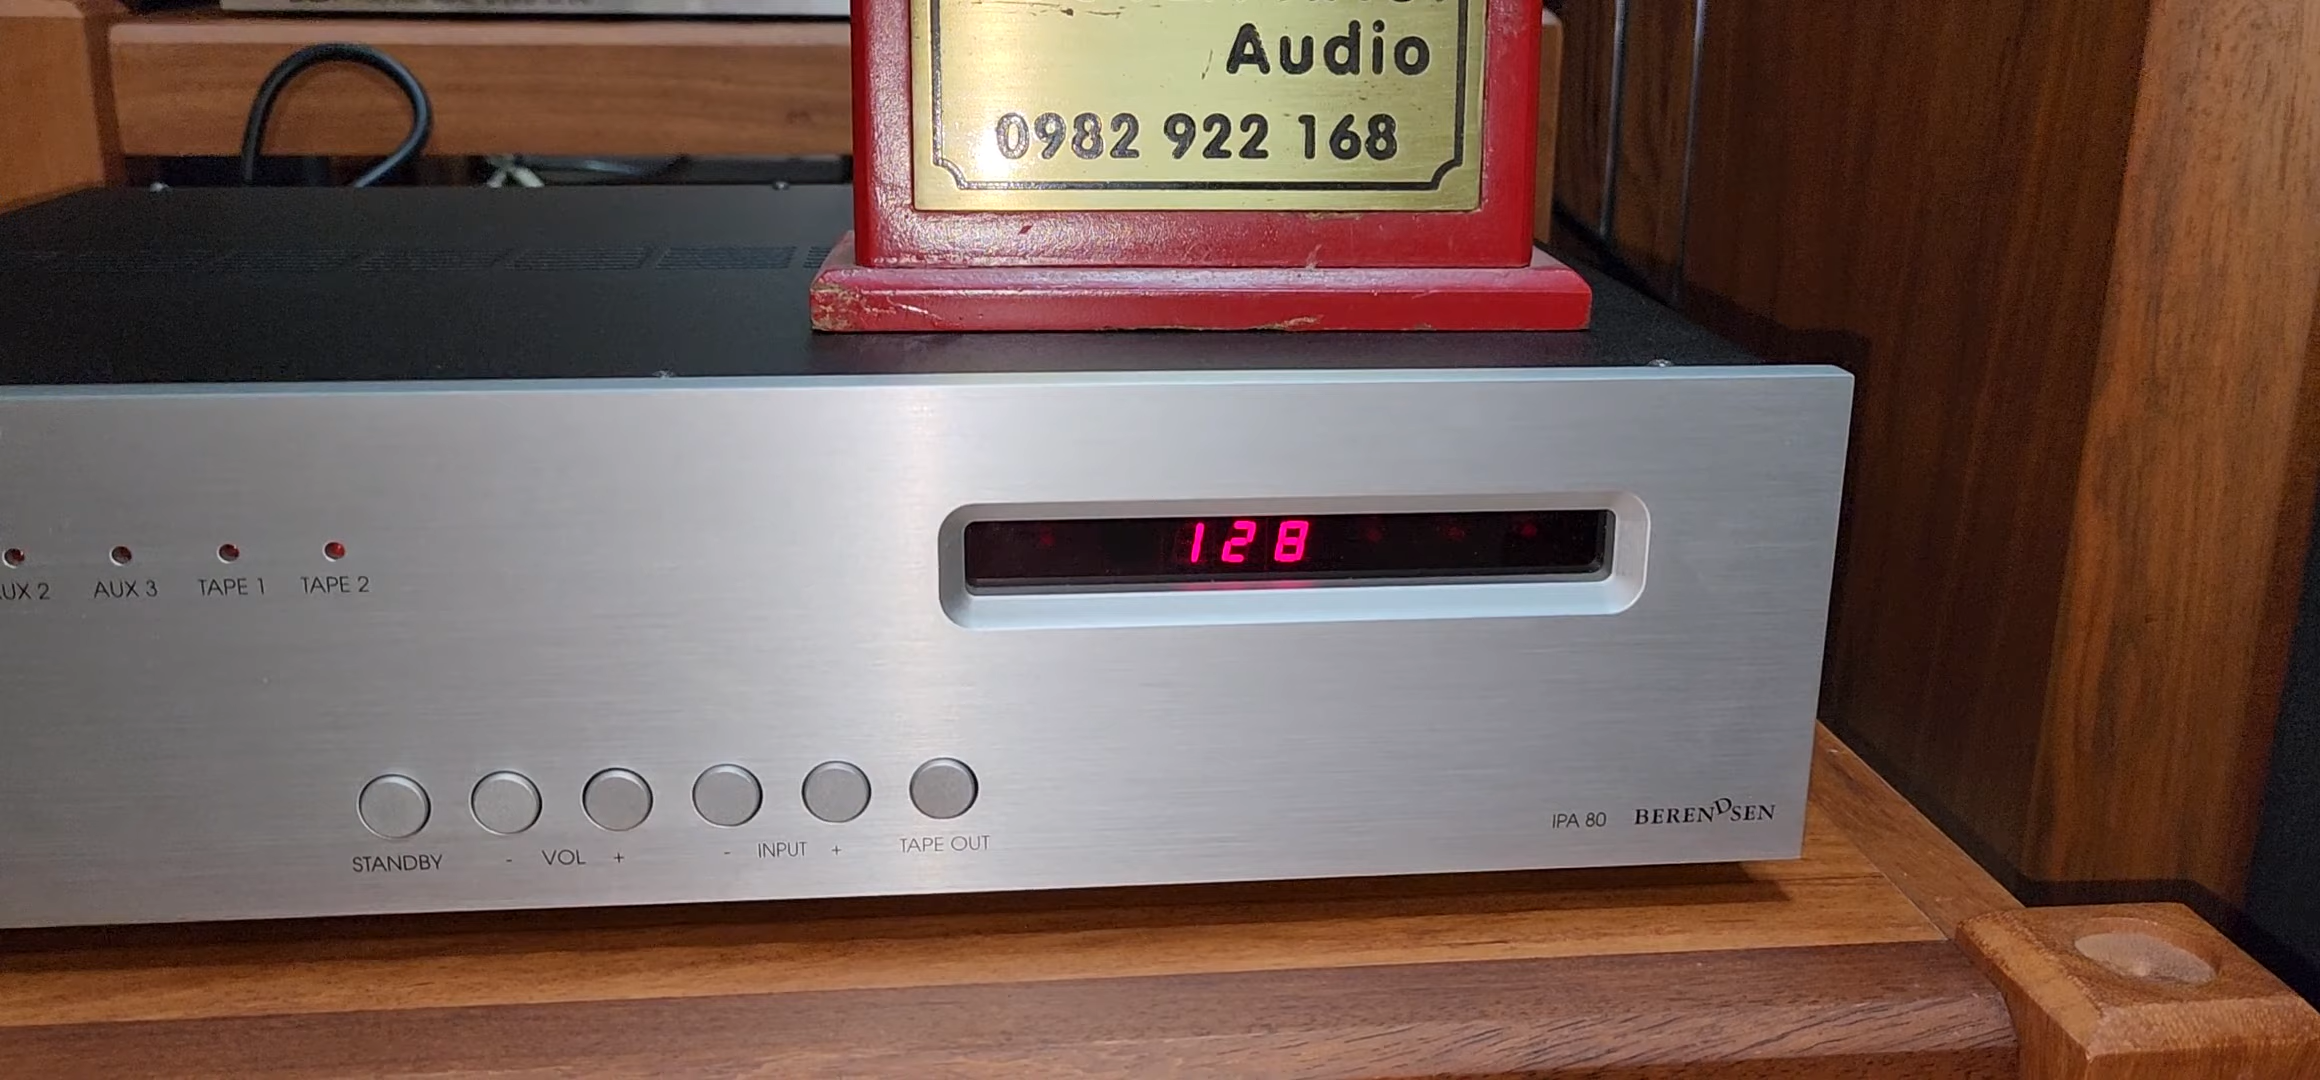 Audio
0982 922 168
128
UX 2
AUX 3
TAPE 1
TAPE 2
STANDBY
- VOL +
- INPUT +
TAPE OUT
IPA 80
BERENDSEN